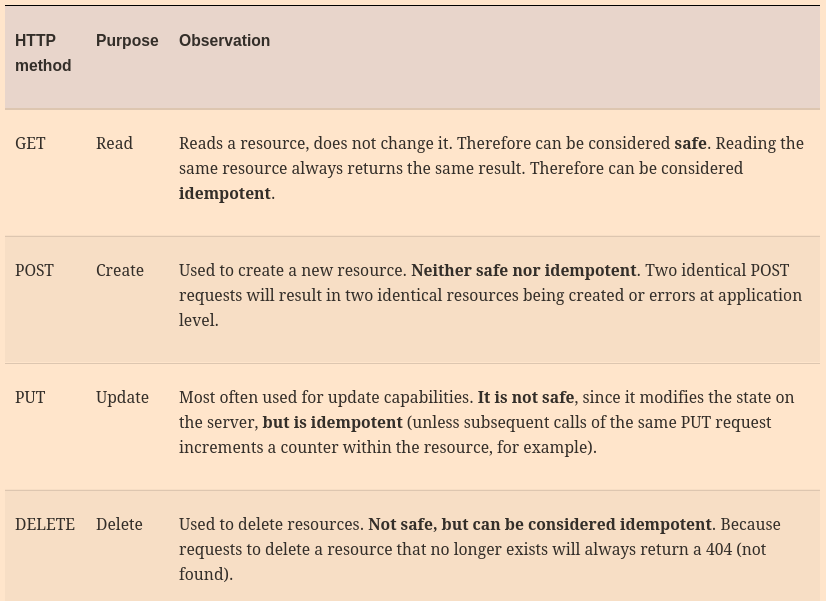 HTTP method Purpose Observation
GET Read Reads a resource, does not change it. Therefore can be considered safe. Reading the
same resource always returns the same result. Therefore can be considered
idempotent.
POST Create Used to create a new resource. Neither safe nor idempotent. Two identical POST
requests will result in two identical resources being created or errors at application
level.
PUT Update Most often used for update capabilities. It is not safe, since it modifies the state on
the server, but is idempotent (unless subsequent calls of the same PUT request
increments a counter within the resource, for example).
DELETE Delete Used to delete resources. Not safe, but can be considered idempotent. Because
requests to delete a resource that no longer exists will always return a 404 (not
found).